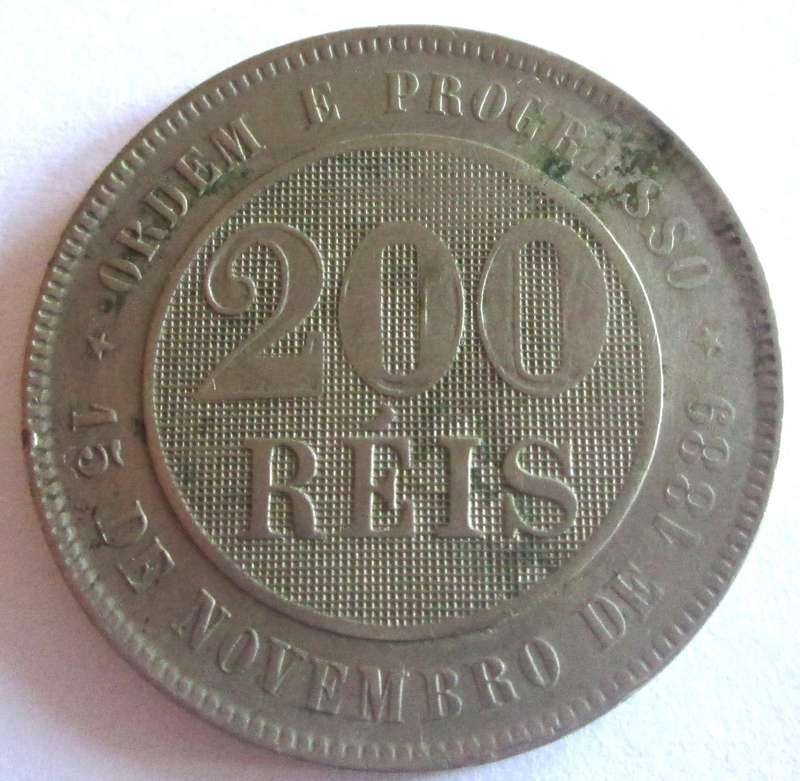 ORDEM E PROGRESSO
200
RÉIS
15 DE NOVEMBRO DE 1889